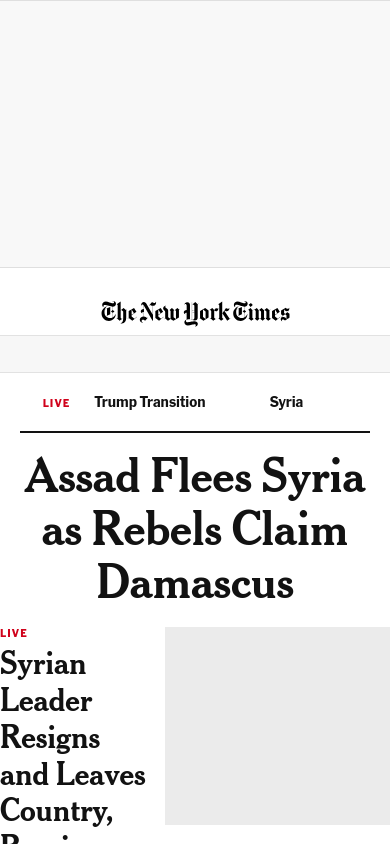 The New York Times
LIVE Trump Transition Syria
Assad Flees Syria
as Rebels Claim
Damascus
LIVE
Syrian
Leader
Resigns
and Leaves
Country,